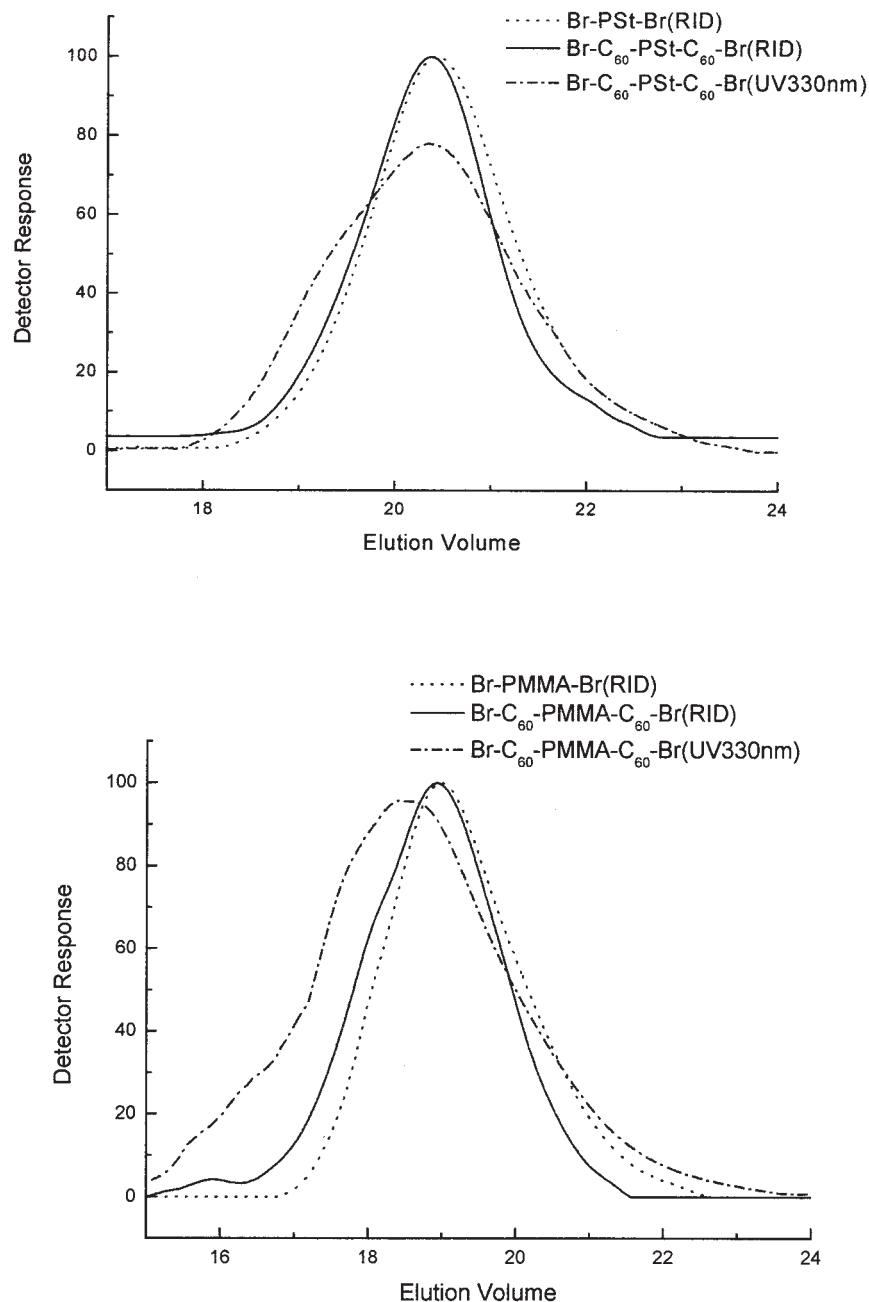 Br-PSt-Br(RID)
Br-C60-PSt-C60-Br(RID)
Br-C60-PSt-C60-Br(UV330nm)
100
80
60
40
20
0
Detector Response
18
20
22
24
Elution Volume
Br-PMMA-Br(RID)
Br-C60-PMMA-C60-Br(RID)
Br-C60-PMMA-C60-Br(UV330nm)
100
80
60
40
20
0
Detector Response
16
18
20
22
24
Elution Volume